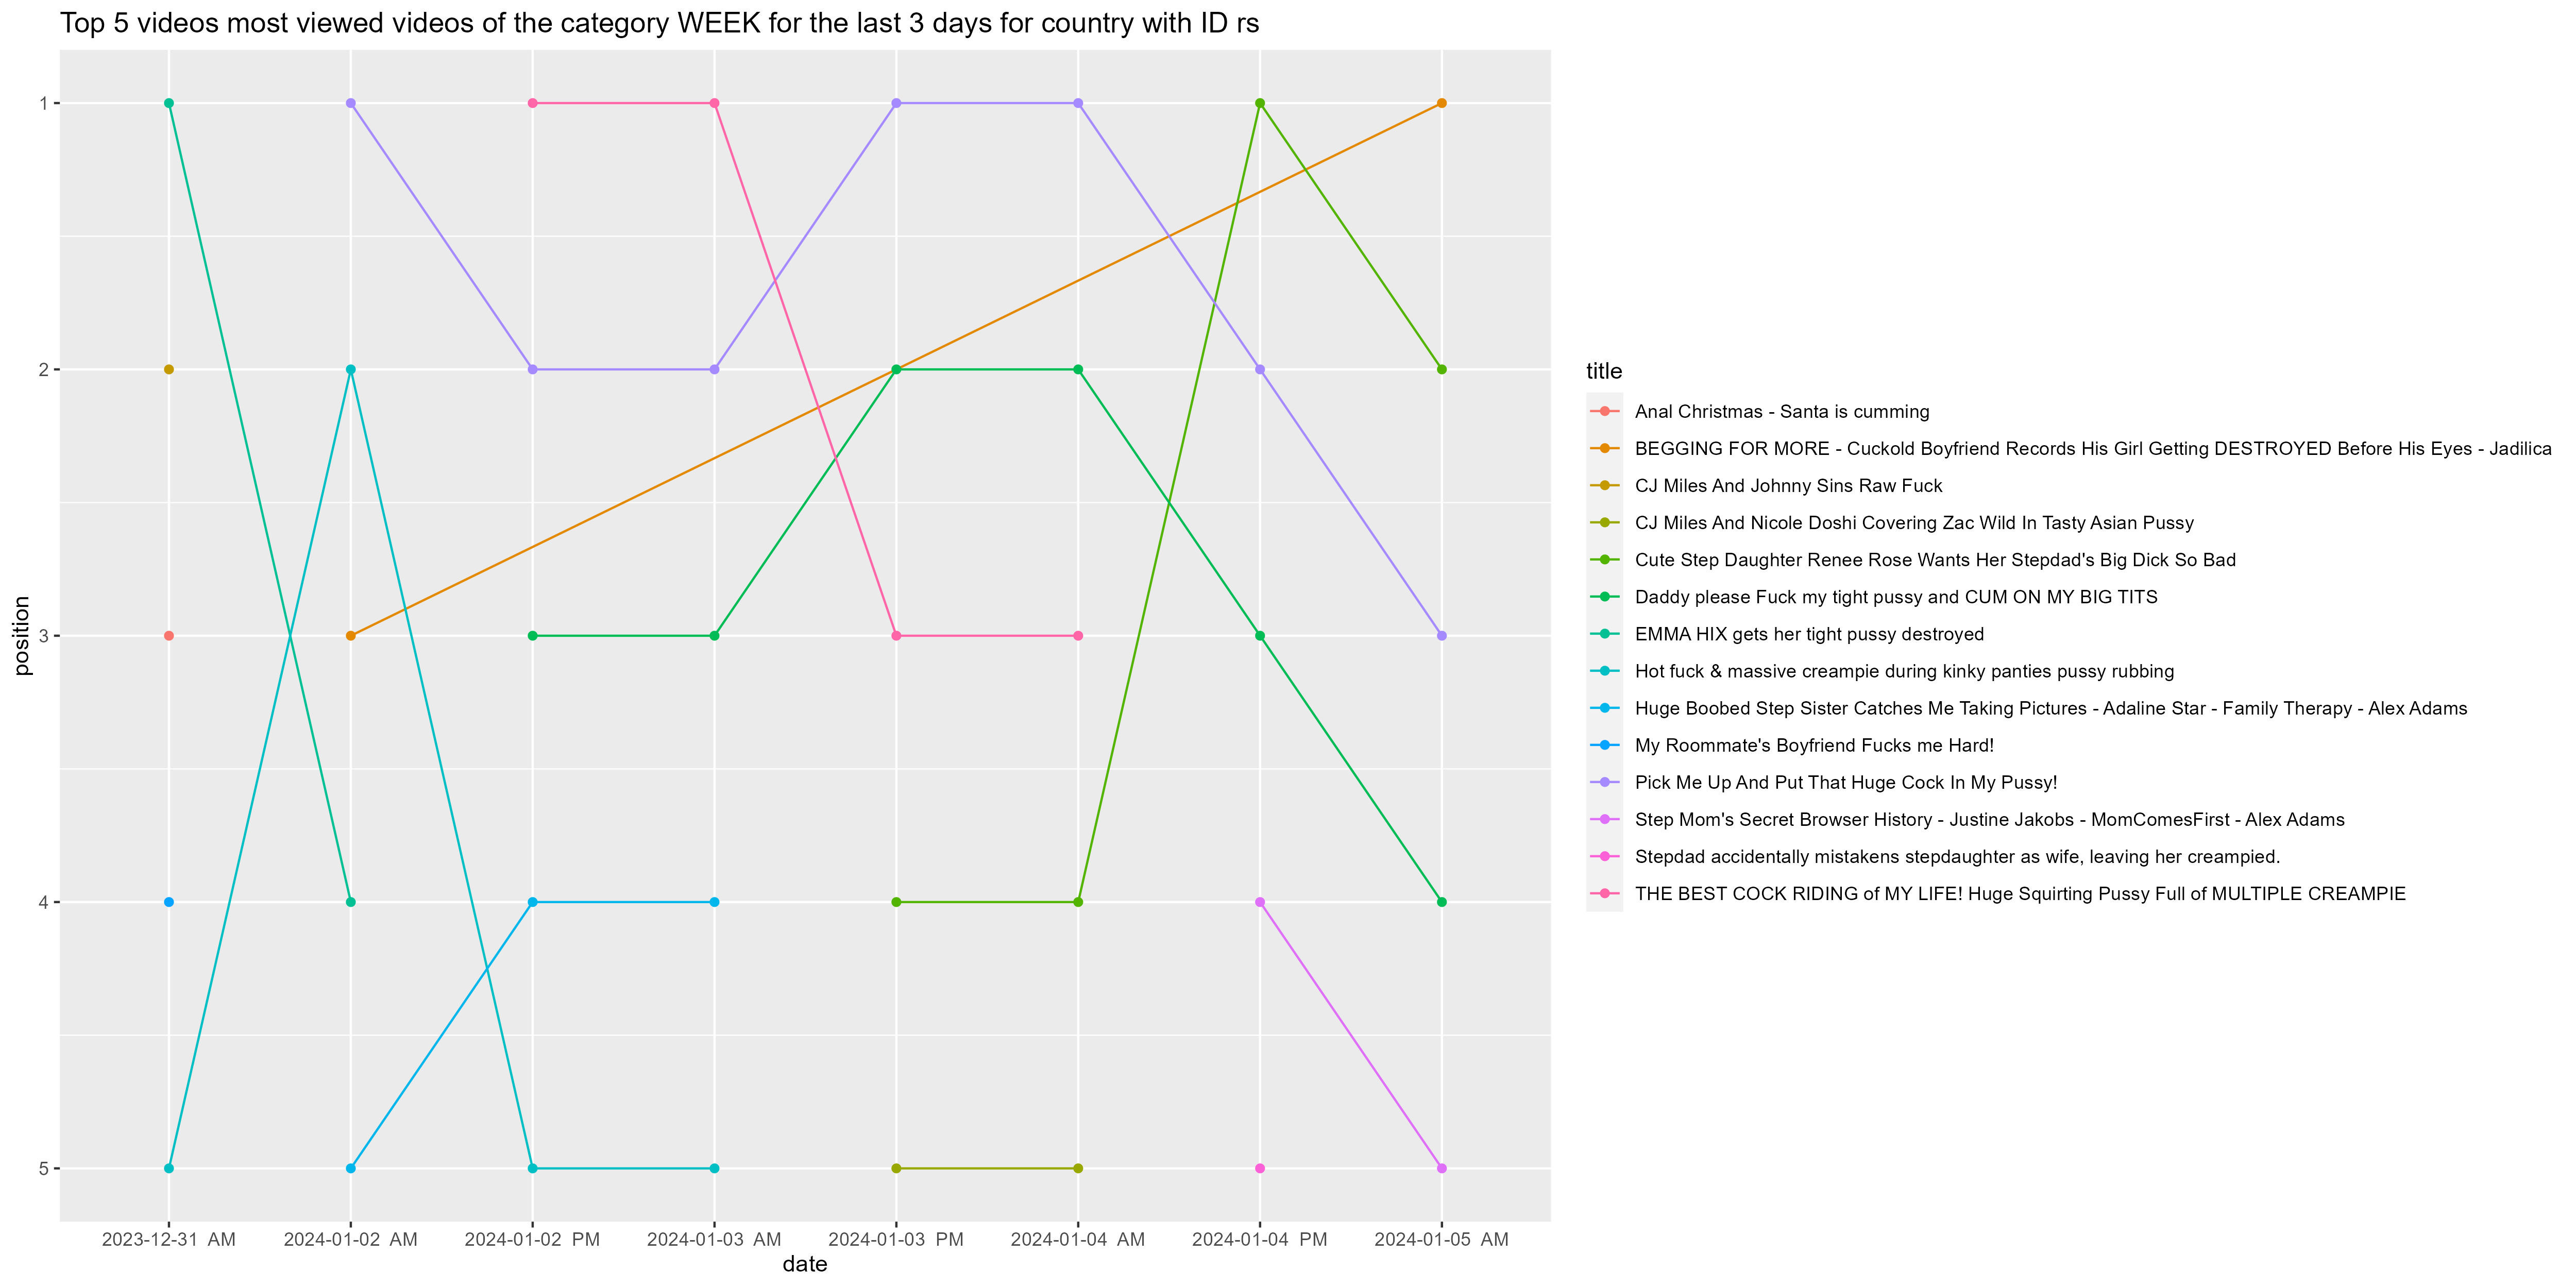 Top 5 videos most viewed videos of the category WEEK for the last 3 days for country with ID rs
position
1
2
3
4
5
2023-12-31 AM
2024-01-02 AM
2024-01-02 PM
2024-01-03 AM
2024-01-03 PM
2024-01-04 AM
2024-01-04 PM
2024-01-05 AM
date
title
Anal Christmas - Santa is cumming
BEGGING FOR MORE - Cuckold Boyfriend Records His Girl Getting DESTROYED Before His Eyes - Jadilica
CJ Miles And Johnny Sins Raw Fuck
CJ Miles And Nicole Doshi Covering Zac Wild In Tasty Asian Pussy
Cute Step Daughter Renee Rose Wants Her Stepdad's Big Dick So Bad
Daddy please Fuck my tight pussy and CUM ON MY BIG TITS
EMMA HIX gets her tight pussy destroyed
Hot fuck & massive creampie during kinky panties pussy rubbing
Huge Boobed Step Sister Catches Me Taking Pictures - Adaline Star - Family Therapy - Alex Adams
My Roommate's Boyfriend Fucks me Hard!
Pick Me Up And Put That Huge Cock In My Pussy!
Step Mom's Secret Browser History - Justine Jakobs - MomComesFirst - Alex Adams
Stepdad accidentally mistakens stepdaughter as wife, leaving her creampied.
THE BEST COCK RIDING of MY LIFE! Huge Squirting Pussy Full of MULTIPLE CREAMPIE